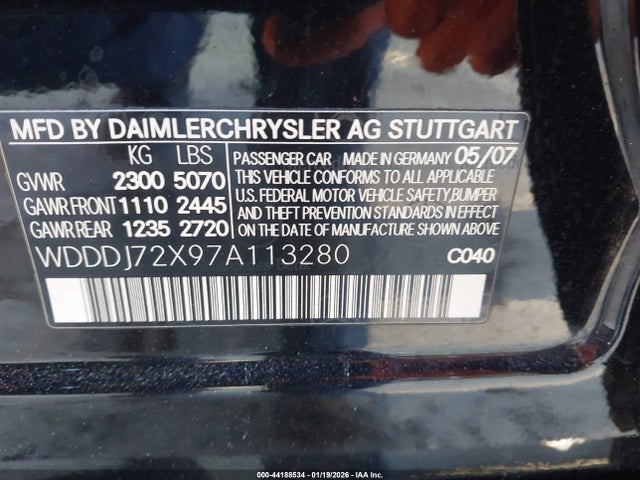 MFD BY DAIMLERCHRYSLER AG STUTTGART
KG LBS
GVWR 2300 5070
GAWR FRONT 1110 2445
GAWR REAR 1235 2720
PASSENGER CAR MADE IN GERMANY 05/07
THIS VEHICLE CONFORMS TO ALL APPLICABLE
U.S. FEDERAL MOTOR VEHICLE SAFETY, BUMPER
AND THEFT PREVENTION STANDARDS IN EFFECT
ON THE DATE OF MANUFACTURE SHOWN ABOVE.
WDDDJ72X97A113280 C040
000-44188534 - 01/19/2026 - IAA Inc.